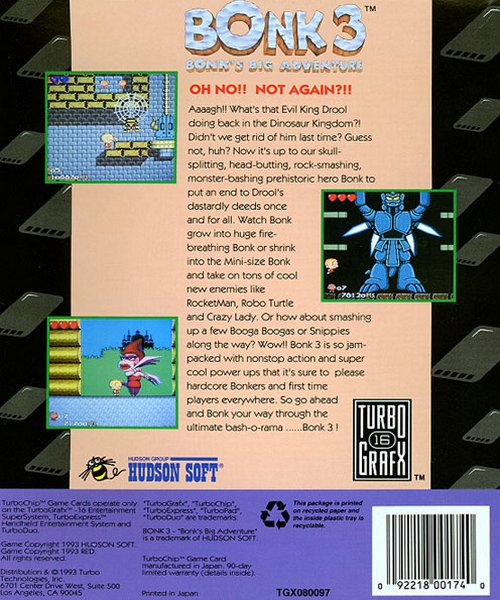 BONK 3™
BONK'S BIG ADVENTURE
OH NO!! NOT AGAIN?!!
Aaaagh!! What's that Evil King Drool
doing back in the Dinosaur Kingdom?!
Didn't we get rid of him last time? Guess
not, huh? Now it's up to our skull-
splitting, head-butting, rock-smashing,
monster-bashing prehistoric hero Bonk to
put an end to Drool's
dastardly deeds once
and for all. Watch Bonk
grow into huge fire-
breathing Bonk or shrink
into the Mini-size Bonk
and take on tons of cool
new enemies like
RocketMan, Robo Turtle
and Crazy Lady. Or how about smashing
up a few Booga Boogas or Snippies
along the way? Wow!! Bonk 3 is so jam-
packed with nonstop action and super
cool power ups that it's sure to please
hardcore Bonkers and first time
players everywhere. So go ahead
and Bonk your way through the
ultimate bash-o-rama ......Bonk 3 !
TURBO
16
GRAFX
TM
HUDSON GROUP
HUDSON SOFT®
TurboChip™ Game Cards operate only
on the TurboGrafx™ -16 Entertainment
SuperSystem, TurboExpress™
Handheld Entertainment System and
TurboDuo.
Game Copyright 1993 HUDSON SOFT.
Game Copyright 1993 RED.
All rights reserved.
Distribution & © 1993 Turbo
Technologies, Inc.
6701 Center Drive West, Suite 500
Los Angeles, CA 90045
"TurboGrafx", "TurboChip",
"TurboExpress", "TurboPad",
"TurboDuo" are trademarks.
BONK 3 - "Bonk's Big Adventure"
is a trademark of HUDSON SOFT.
TurboChip™ Game Card
manufactured in Japan. 90-day
limited warranty (details inside).
Printed in Japan
This package is printed
on recycled paper and
the inside plastic tray is
recyclable.
TGX080097
0 92218 00174 0